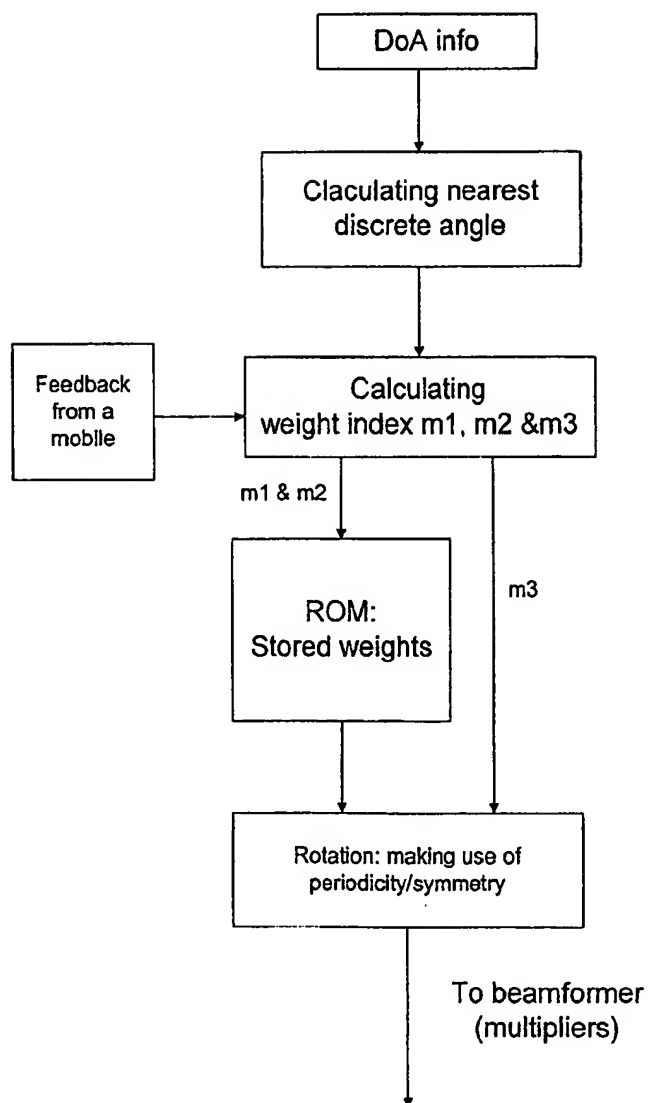 DoA info
Claculating nearest
discrete angle
Feedback
from a
mobile
Calculating
weight index m1, m2 &m3
m1 & m2
m3
ROM:
Stored weights
Rotation: making use of
periodicity/symmetry
To beamformer
(multipliers)